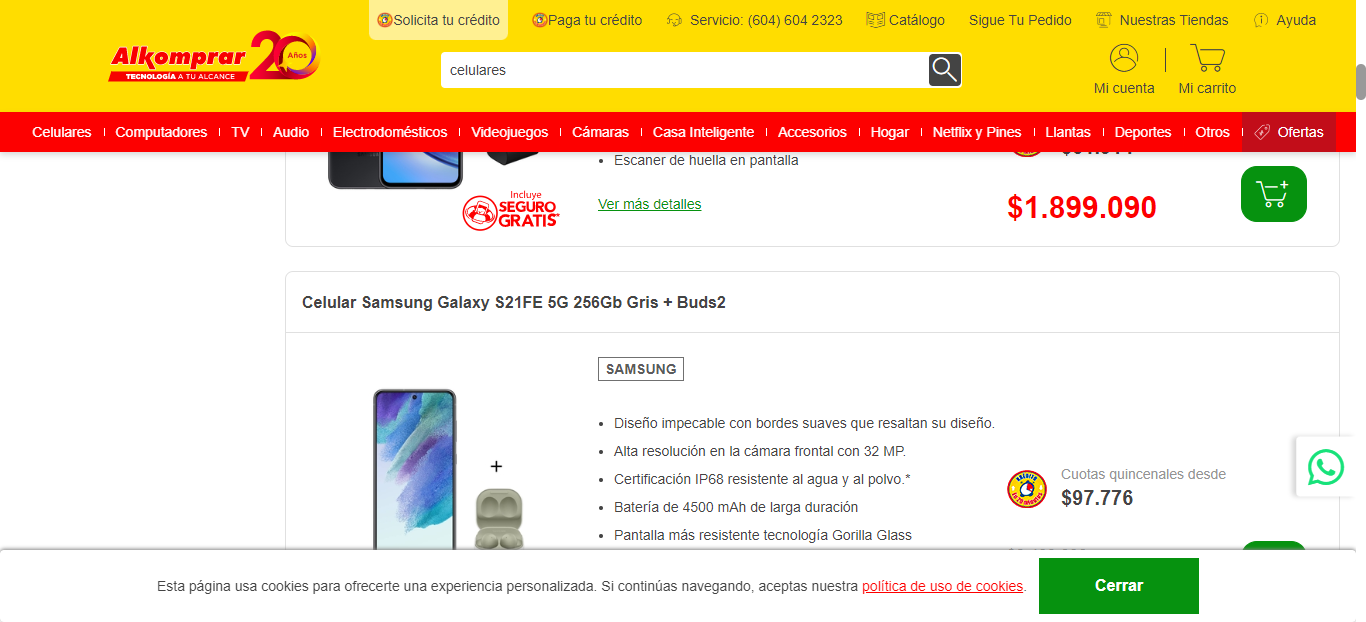 Solicita tu crédito
Paga tu crédito
Servicio: (604) 604 2323
Catálogo
Sigue Tu Pedido
Nuestras Tiendas
Ayuda
Alkomprar 20 Años
TECNOLOGÍA A TU ALCANCE
celulares
Mi cuenta
Mi carrito
Celulares
Computadores
TV
Audio
Electrodomésticos
Videojuegos
Cámaras
Casa Inteligente
Accesorios
Hogar
Netflix y Pines
Llantas
Deportes
Otros
Ofertas
Escaner de huella en pantalla
Incluye
SEGURO
GRATIS*
Ver más detalles
$1.899.090
Celular Samsung Galaxy S21FE 5G 256Gb Gris + Buds2
SAMSUNG
• Diseño impecable con bordes suaves que resaltan su diseño.
• Alta resolución en la cámara frontal con 32 MP.
• Certificación IP68 resistente al agua y al polvo.*
• Batería de 4500 mAh de larga duración
• Pantalla más resistente tecnología Gorilla Glass
+
Cuotas quincenales desde
$97.776
Esta página usa cookies para ofrecerte una experiencia personalizada. Si continúas navegando, aceptas nuestra política de uso de cookies.
Cerrar